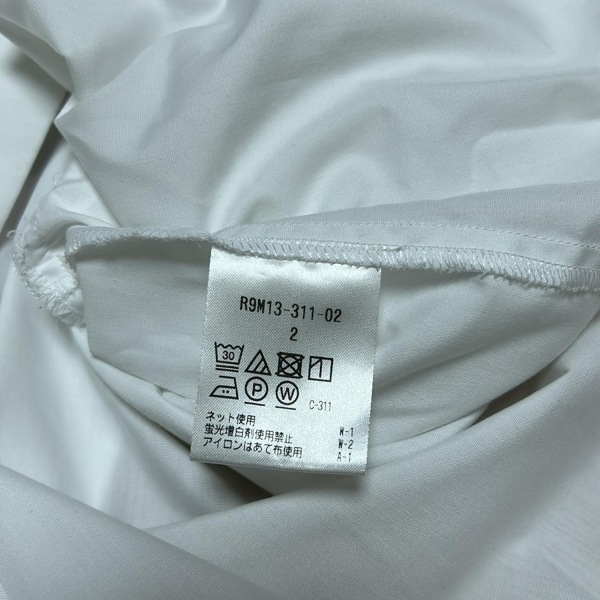 R9M13-311-02
2
30
P W C-311
ネット使用 W-1
蛍光増白剤使用禁止 W-2
アイロンはあて布使用 A-1